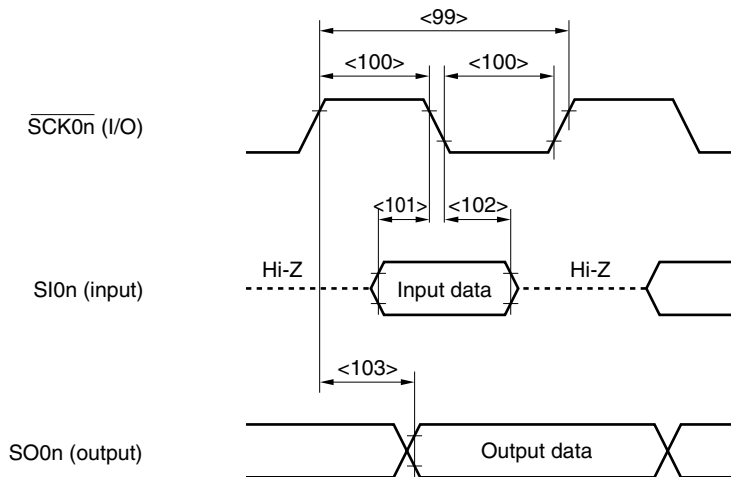 <99>
<100> <100>
SCK0n (I/O)
<101> <102>
Hi-Z Hi-Z
SI0n (input) Input data
<103>
SO0n (output) Output data